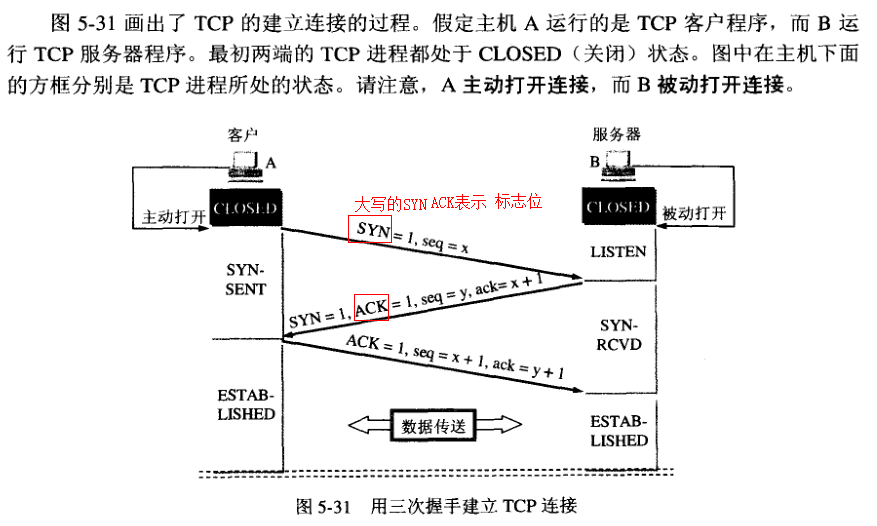 图 5-31 画出了 TCP 的建立连接的过程。假定主机 A 运行的是 TCP 客户程序，而 B 运
行 TCP 服务器程序。最初两端的 TCP 进程都处于 CLOSED（关闭）状态。图中在主机下面
的方框分别是 TCP 进程所处的状态。请注意，A 主动打开连接，而 B 被动打开连接。
客户
服务器
A
B
CLOSED
大写的SYN ACK表示 标志位
CLOSED
主动打开
被动打开
SYN = 1, seq = x
LISTEN
SYN-
SENT
SYN = 1, ACK = 1, seq = y, ack= x + 1
SYN-
RCVD
ACK = 1, seq = x + 1, ack = y + 1
ESTAB-
LISHED
数据传送
ESTAB-
LISHED
图 5-31 用三次握手建立 TCP 连接